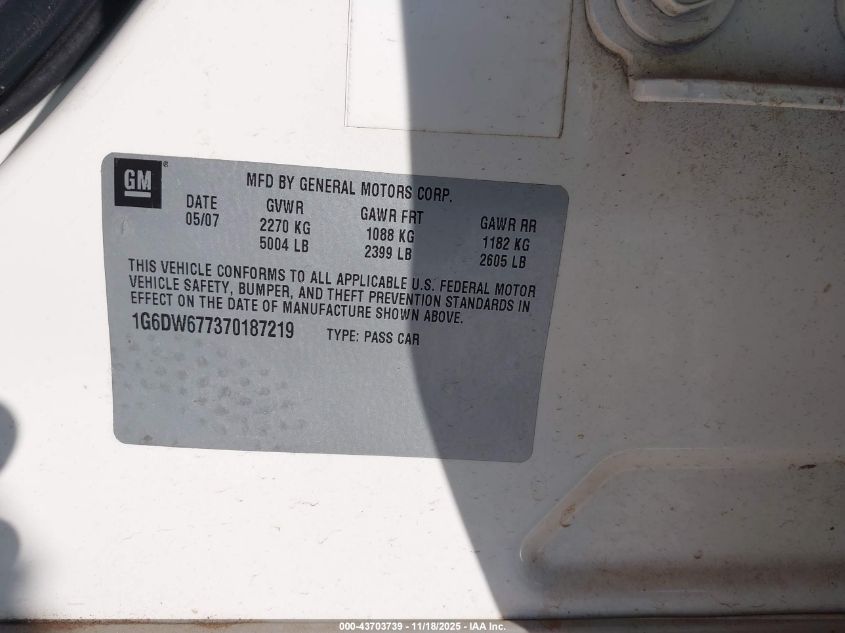 GM®
MFD BY GENERAL MOTORS CORP.
DATE GVWR GAWR FRT GAWR RR
05/07 2270 KG 1088 KG 1182 KG
5004 LB 2399 LB 2605 LB
THIS VEHICLE CONFORMS TO ALL APPLICABLE U.S. FEDERAL MOTOR
VEHICLE SAFETY, BUMPER, AND THEFT PREVENTION STANDARDS IN
EFFECT ON THE DATE OF MANUFACTURE SHOWN ABOVE.
1G6DW677370187219 TYPE: PASS CAR
000-43703739 – 11/18/2025 – IAA Inc.